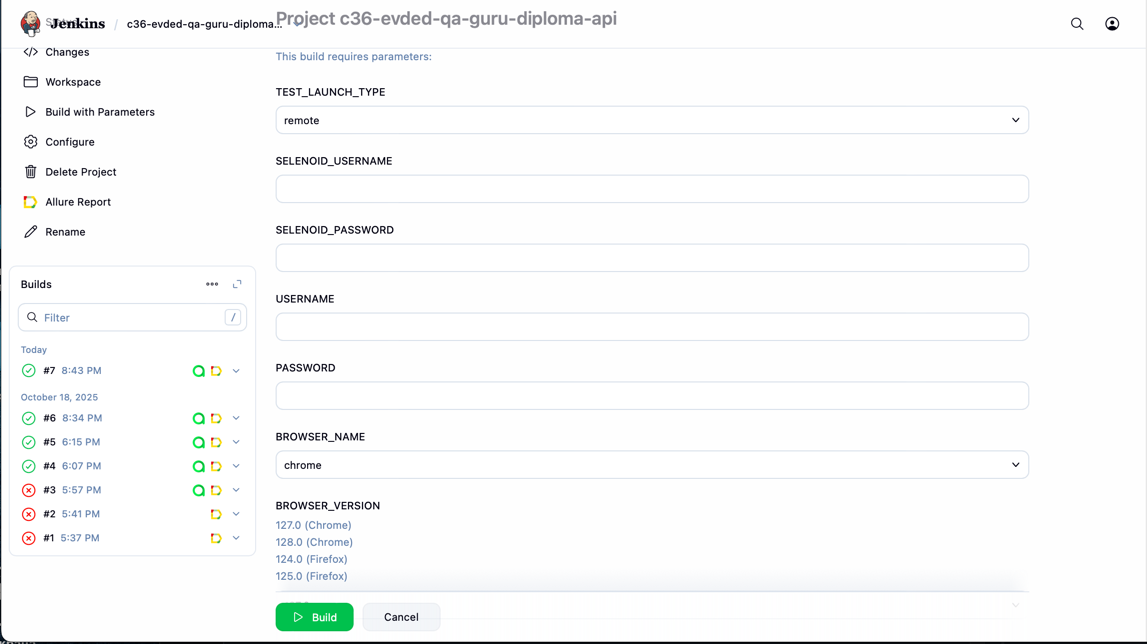 Jenkins / c36-evded-qa-guru-diploma...
Project c36-evded-qa-guru-diploma-api
Changes
Workspace
Build with Parameters
Configure
Delete Project
Allure Report
Rename
Builds
Filter /
Today
#7 8:43 PM
October 18, 2025
#6 8:34 PM
#5 6:15 PM
#4 6:07 PM
#3 5:57 PM
#2 5:41 PM
#1 5:37 PM
This build requires parameters:
TEST_LAUNCH_TYPE
remote
SELENOID_USERNAME
SELENOID_PASSWORD
USERNAME
PASSWORD
BROWSER_NAME
chrome
BROWSER_VERSION
127.0 (Chrome)
128.0 (Chrome)
124.0 (Firefox)
125.0 (Firefox)
Build
Cancel